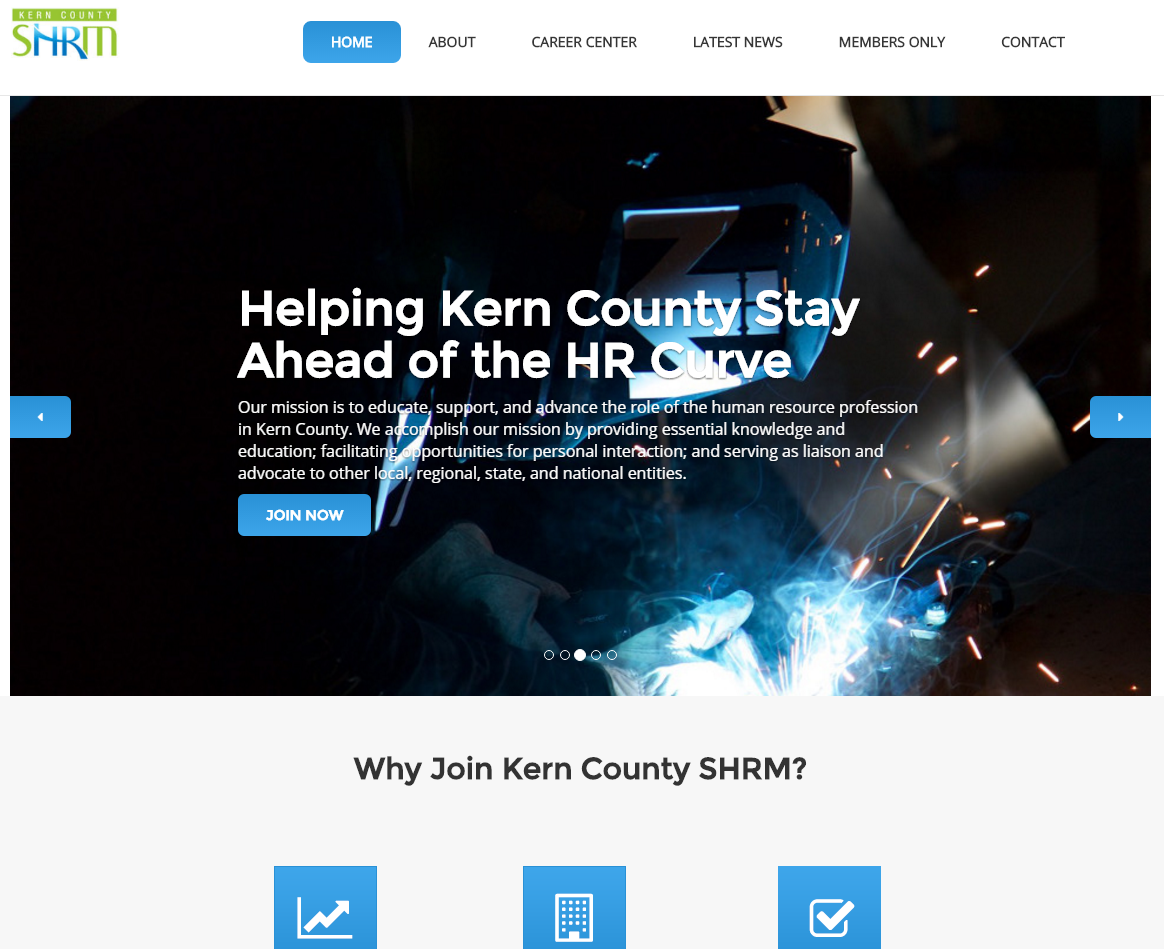 KERN COUNTY
SHRM
HOME
ABOUT
CAREER CENTER
LATEST NEWS
MEMBERS ONLY
CONTACT
Helping Kern County Stay
Ahead of the HR Curve
Our mission is to educate, support, and advance the role of the human resource profession
in Kern County. We accomplish our mission by providing essential knowledge and
education; facilitating opportunities for personal interaction; and serving as liaison and
advocate to other local, regional, state, and national entities.
JOIN NOW
Why Join Kern County SHRM?